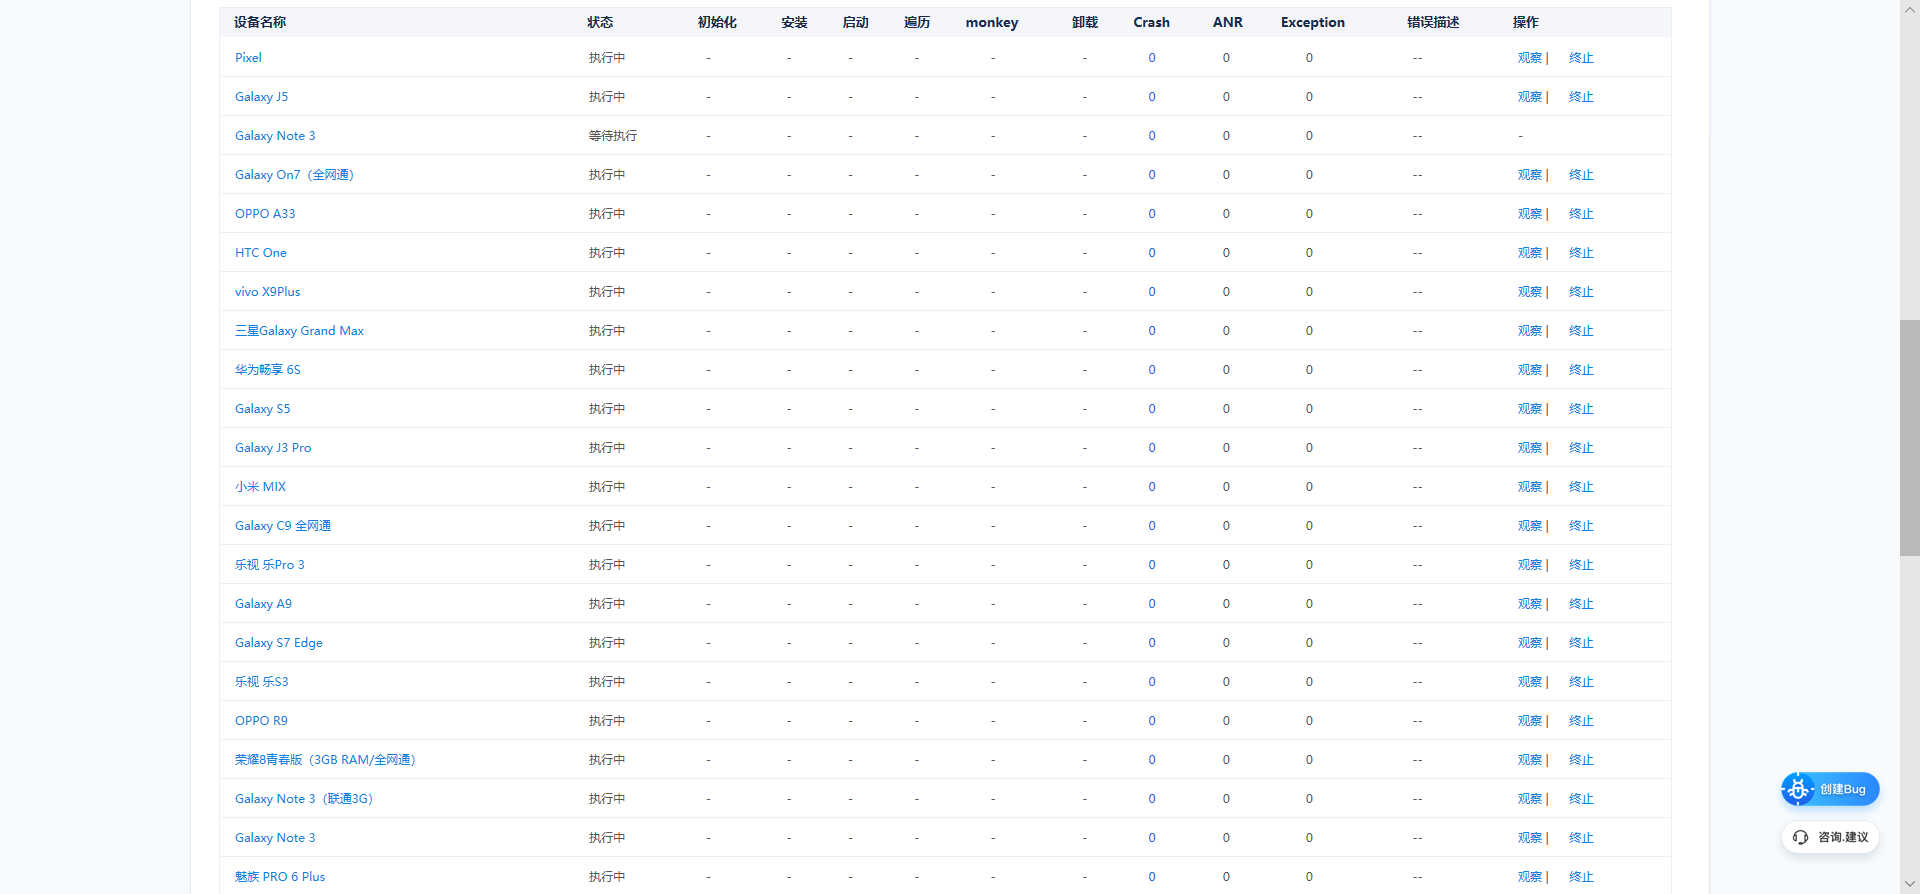 设备名称 状态 初始化 安装 启动 遍历 monkey 卸载 Crash ANR Exception 错误描述 操作
Pixel 执行中 - - - - - - 0 0 0 -- 观察 | 终止
Galaxy J5 执行中 - - - - - - 0 0 0 -- 观察 | 终止
Galaxy Note 3 等待执行 - - - - - - 0 0 0 -- -
Galaxy On7（全网通） 执行中 - - - - - - 0 0 0 -- 观察 | 终止
OPPO A33 执行中 - - - - - - 0 0 0 -- 观察 | 终止
HTC One 执行中 - - - - - - 0 0 0 -- 观察 | 终止
vivo X9Plus 执行中 - - - - - - 0 0 0 -- 观察 | 终止
三星Galaxy Grand Max 执行中 - - - - - - 0 0 0 -- 观察 | 终止
华为畅享 6S 执行中 - - - - - - 0 0 0 -- 观察 | 终止
Galaxy S5 执行中 - - - - - - 0 0 0 -- 观察 | 终止
Galaxy J3 Pro 执行中 - - - - - - 0 0 0 -- 观察 | 终止
小米 MIX 执行中 - - - - - - 0 0 0 -- 观察 | 终止
Galaxy C9 全网通 执行中 - - - - - - 0 0 0 -- 观察 | 终止
乐视 乐Pro 3 执行中 - - - - - - 0 0 0 -- 观察 | 终止
Galaxy A9 执行中 - - - - - - 0 0 0 -- 观察 | 终止
Galaxy S7 Edge 执行中 - - - - - - 0 0 0 -- 观察 | 终止
乐视 乐S3 执行中 - - - - - - 0 0 0 -- 观察 | 终止
OPPO R9 执行中 - - - - - - 0 0 0 -- 观察 | 终止
荣耀8青春版（3GB RAM/全网通） 执行中 - - - - - - 0 0 0 -- 观察 | 终止
Galaxy Note 3（联通3G） 执行中 - - - - - - 0 0 0 -- 观察 | 终止
Galaxy Note 3 执行中 - - - - - - 0 0 0 -- 观察 | 终止
魅族 PRO 6 Plus 执行中 - - - - - - 0 0 0 -- 观察 | 终止
创建Bug
咨询.建议